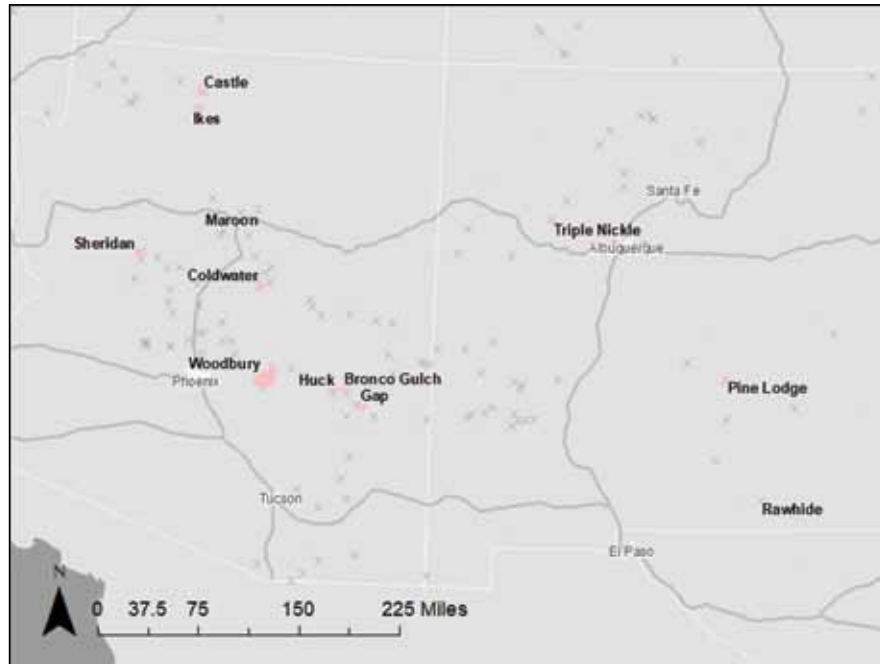 Castle
Ikes
Santa Fe
Maroon
Triple Nickle
Sheridan
Albuquerque
Coldwater
Woodbury
Phoenix
Huck
Bronco Gulch
Gap
Pine Lodge
Tucson
Rawhide
El Paso
N
0 37.5 75 150 225 Miles